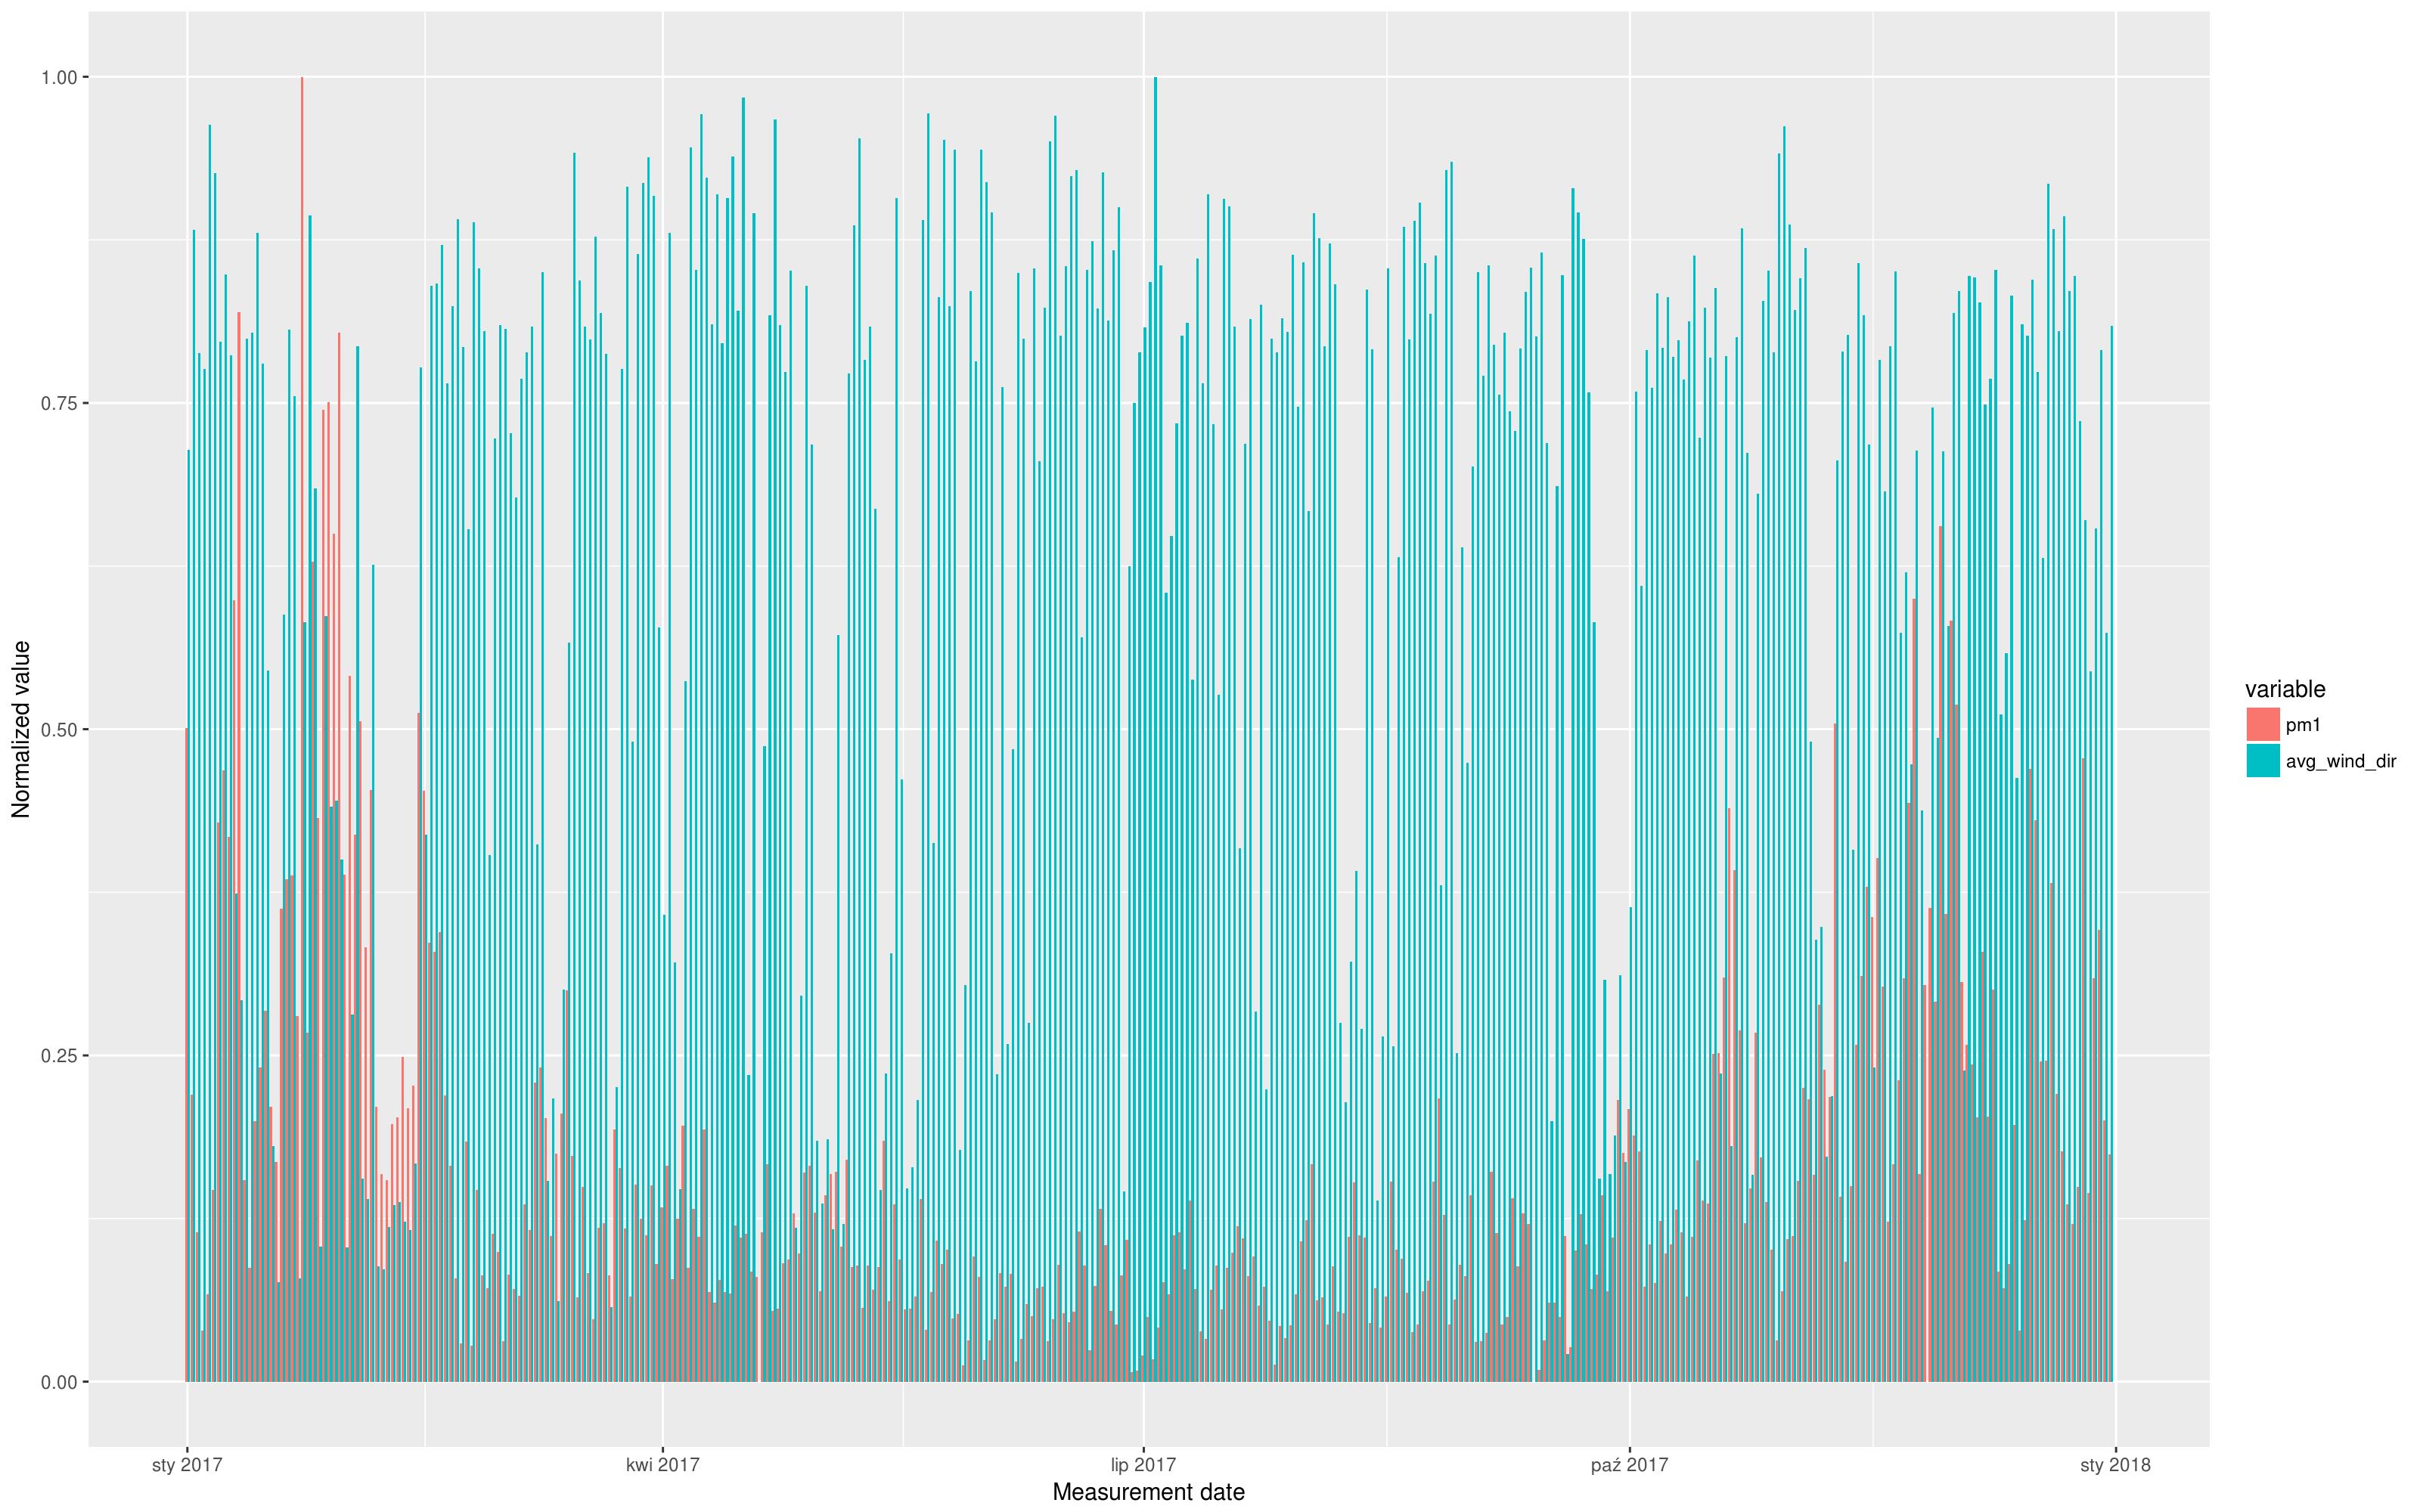 1.00
0.75
0.50
0.25
0.00
Normalized value
sty 2017
kwi 2017
lip 2017
paź 2017
sty 2018
Measurement date
variable
pm1
avg_wind_dir